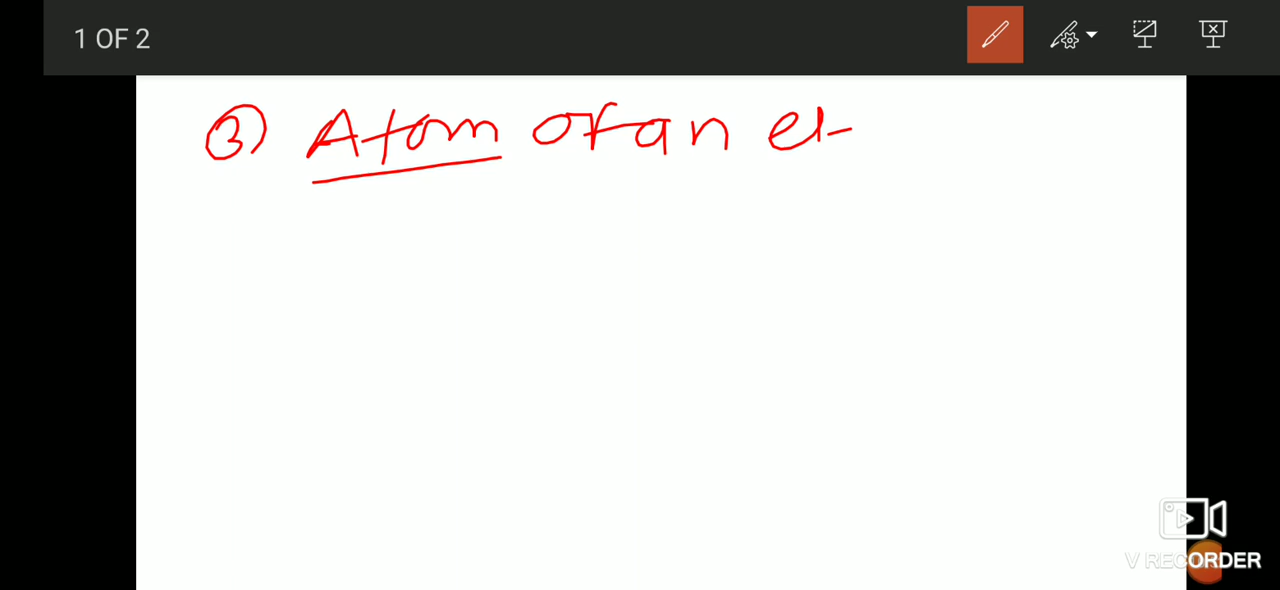 1 OF 2
③ Atom of an el-
V RECORDER